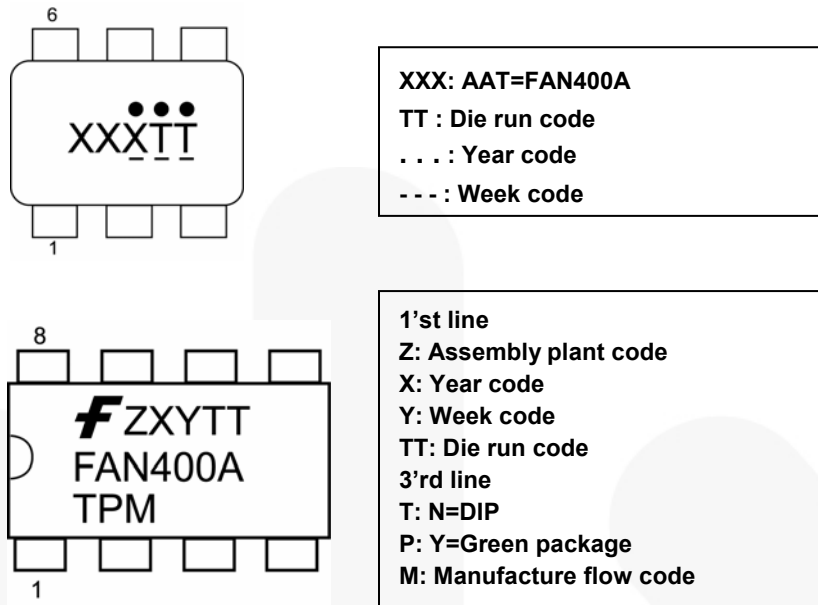 6
XXXTT
1
XXX: AAT=FAN400A
TT : Die run code
. . . : Year code
- - - : Week code
8
ZXYTT
FAN400A
TPM
1
1’st line
Z: Assembly plant code
X: Year code
Y: Week code
TT: Die run code
3’rd line
T: N=DIP
P: Y=Green package
M: Manufacture flow code